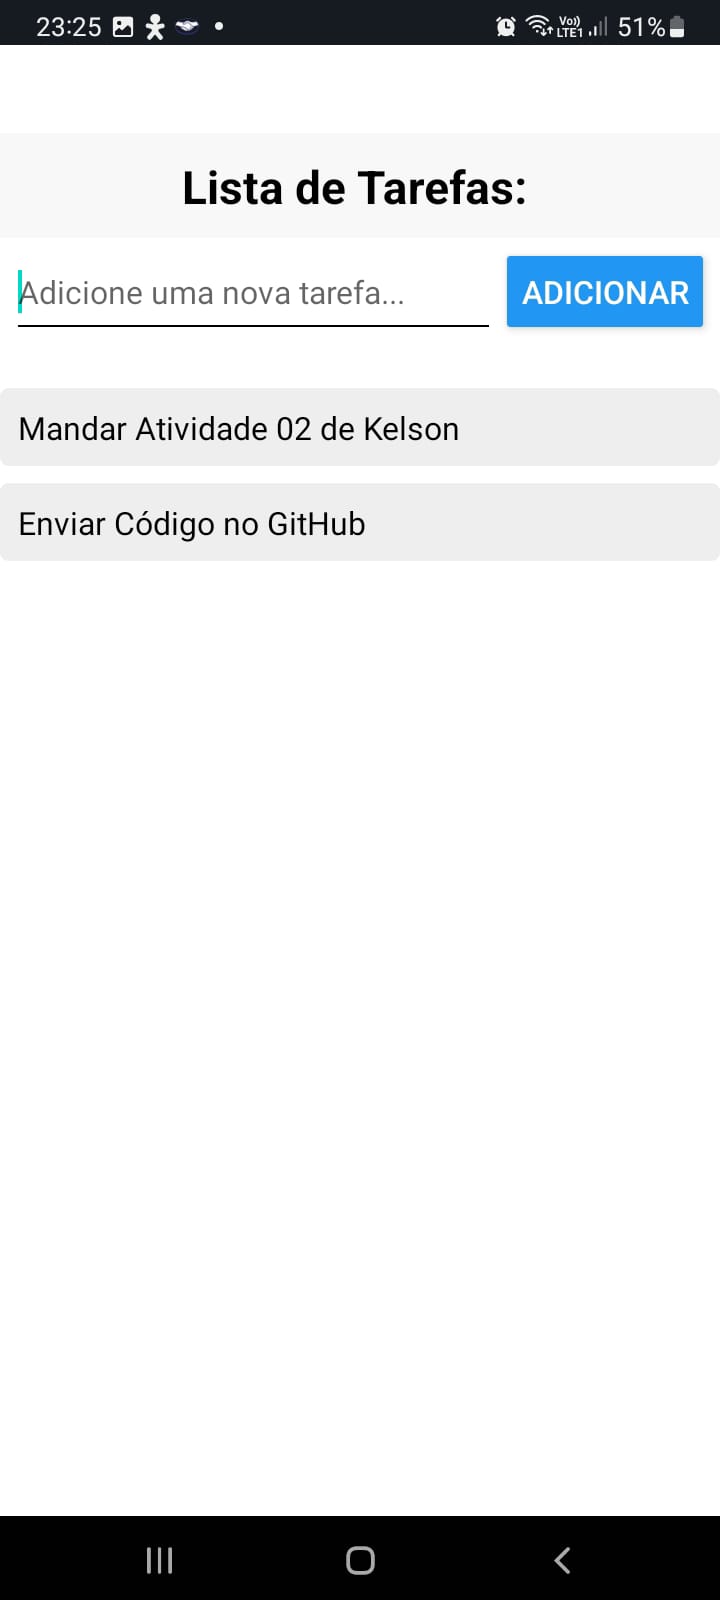 23:25 Vo)) LTE1 51%
Lista de Tarefas:
Adicione uma nova tarefa... ADICIONAR
Mandar Atividade 02 de Kelson
Enviar Código no GitHub